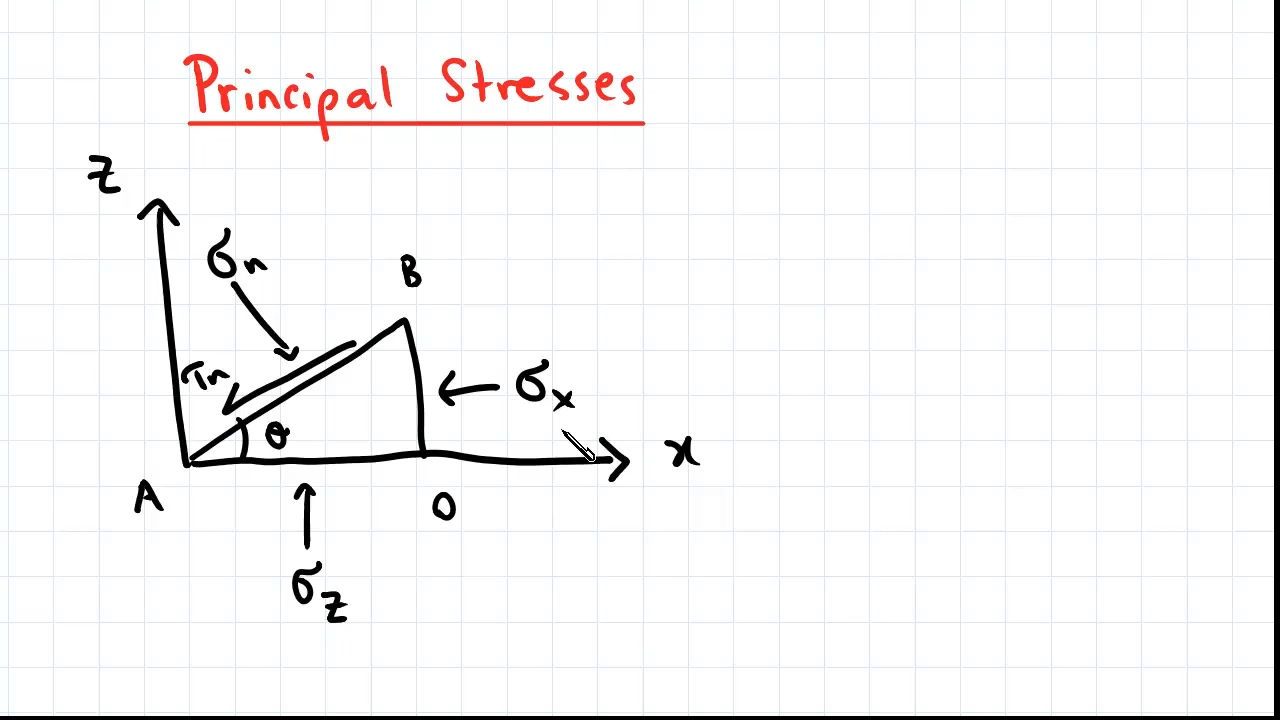 Principal Stresses
z
σn
B
τn
σx
θ
x
A
O
σz